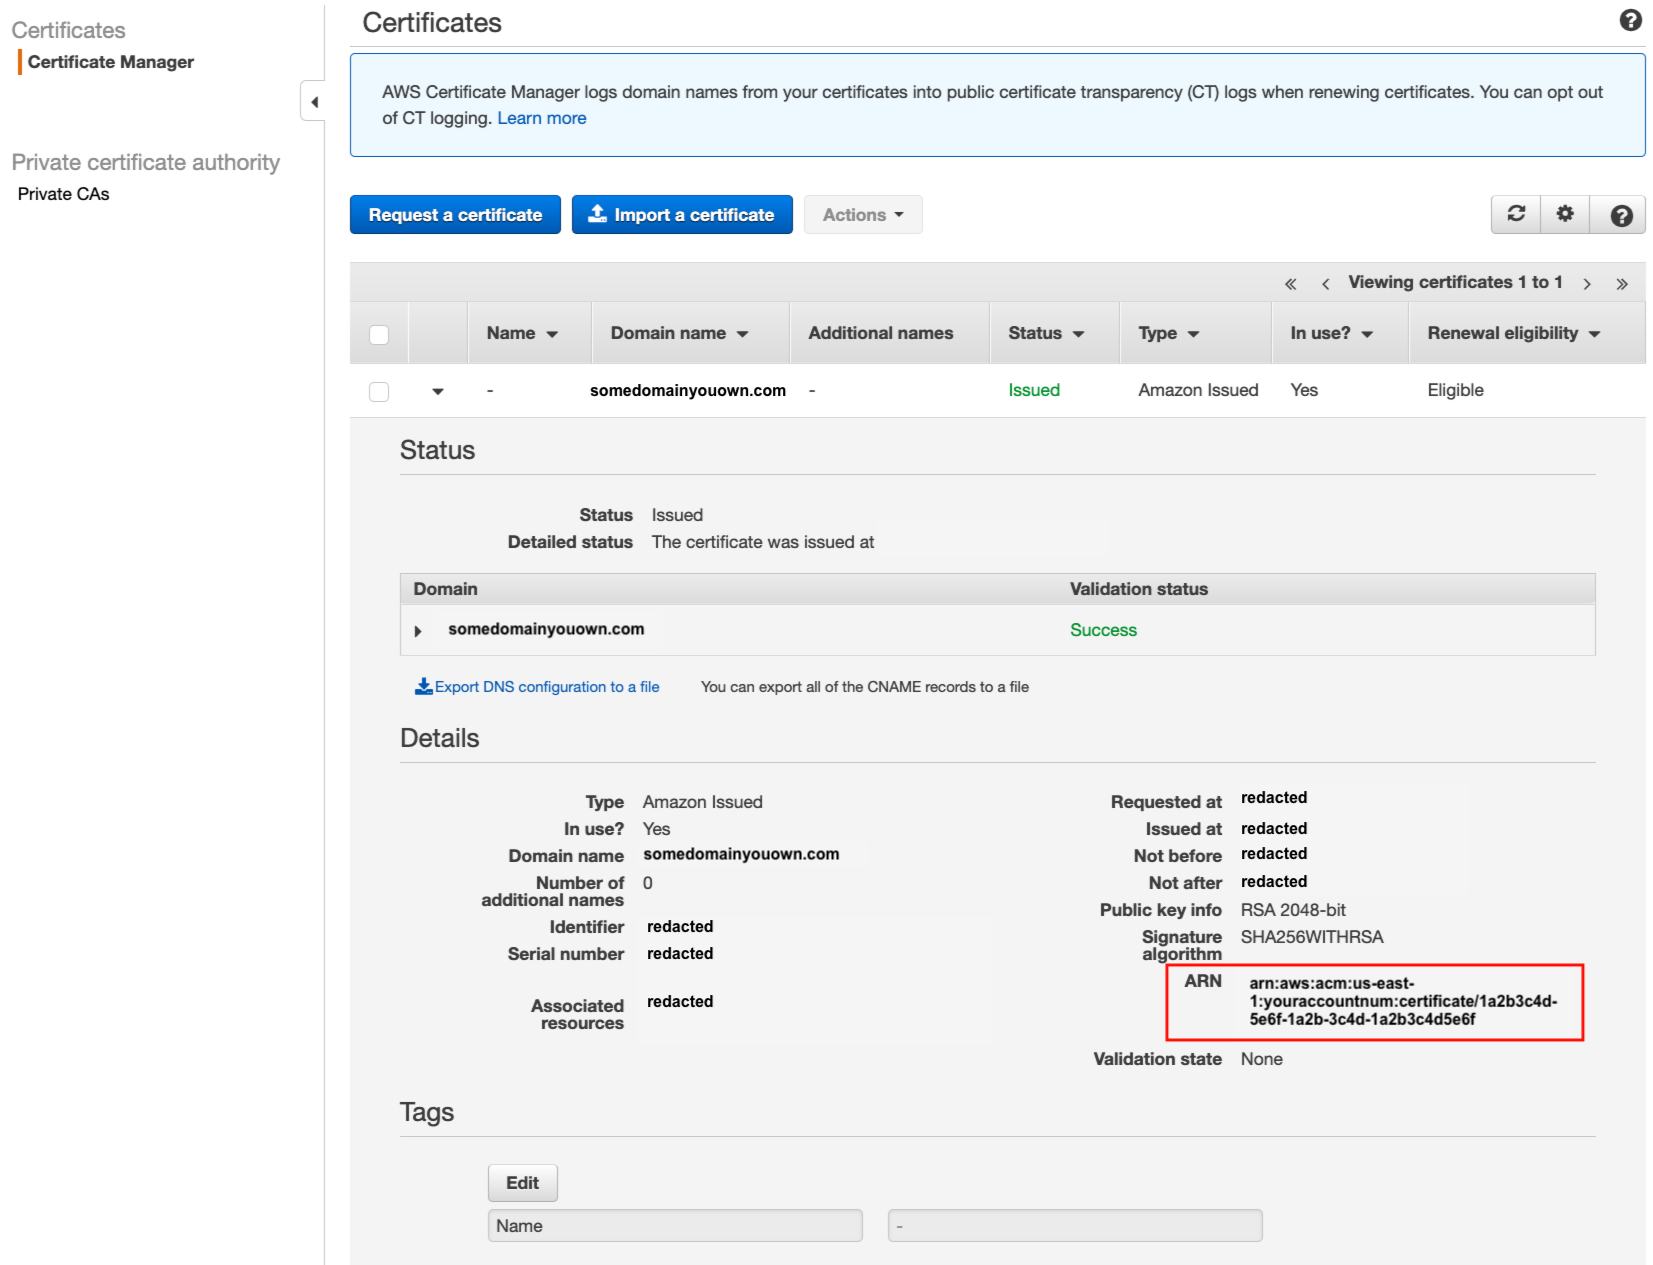 Certificates
Certificate Manager
Private certificate authority
Private CAs
Certificates
AWS Certificate Manager logs domain names from your certificates into public certificate transparency (CT) logs when renewing certificates. You can opt out
of CT logging. Learn more
Request a certificate
Import a certificate
Actions
« ‹ Viewing certificates 1 to 1 › »
Name Domain name Additional names Status Type In use? Renewal eligibility
- somedomainyouown.com - Issued Amazon Issued Yes Eligible
Status
Status Issued
Detailed status The certificate was issued at
Domain Validation status
somedomainyouown.com Success
Export DNS configuration to a file You can export all of the CNAME records to a file
Details
Type Amazon Issued
In use? Yes
Domain name somedomainyouown.com
Number of
additional names 0
Identifier redacted
Serial number redacted
Associated
resources redacted
Requested at redacted
Issued at redacted
Not before redacted
Not after redacted
Public key info RSA 2048-bit
Signature
algorithm SHA256WITHRSA
ARN arn:aws:acm:us-east-
1:youraccountnum:certificate/1a2b3c4d-
5e6f-1a2b-3c4d-1a2b3c4d5e6f
Validation state None
Tags
Edit
Name -